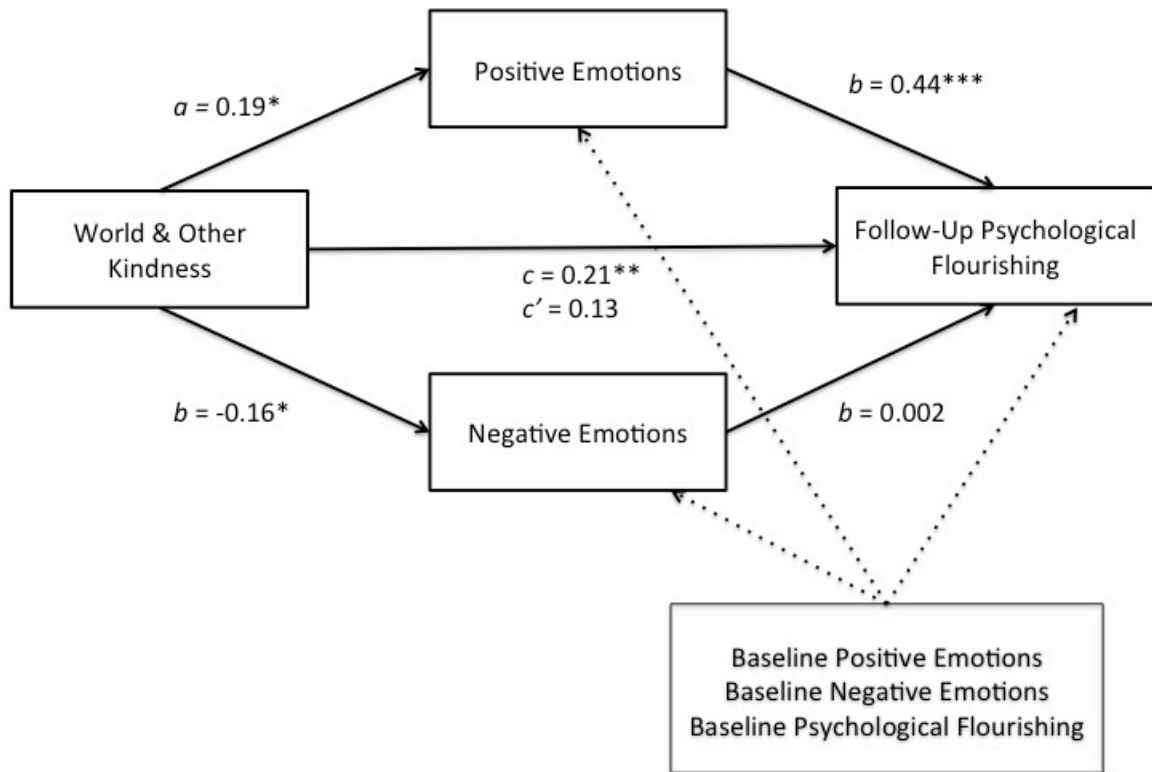 Positive Emotions
b = 0.44***
a = 0.19*
World & Other
Kindness
Follow-Up Psychological
Flourishing
c = 0.21**
c′ = 0.13
b = -0.16*
Negative Emotions
b = 0.002
Baseline Positive Emotions
Baseline Negative Emotions
Baseline Psychological Flourishing